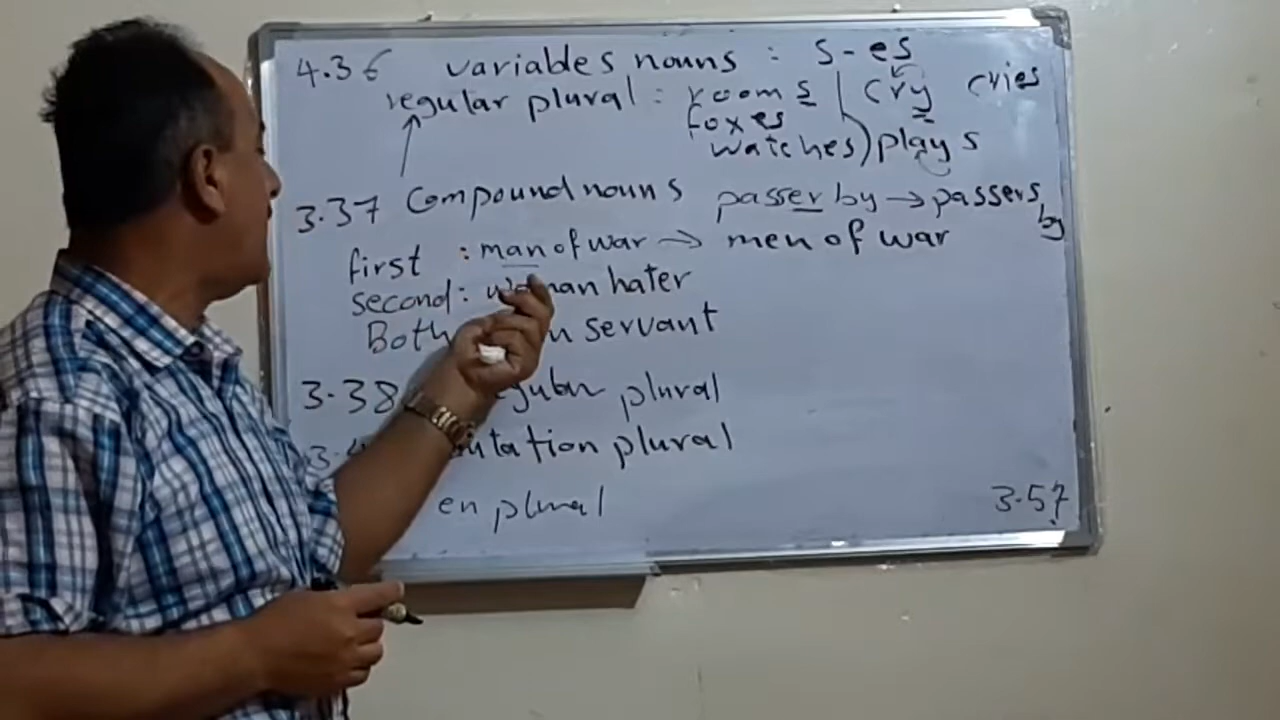 4.36 variables nouns : s-es
regular plural : rooms | cry cries
foxes
watches) plays
3.37 Compound nouns passer by → passers
by
first : man of war → men of war
second : woman hater
Both servant
3.38 plural
plural
en plural
3.57